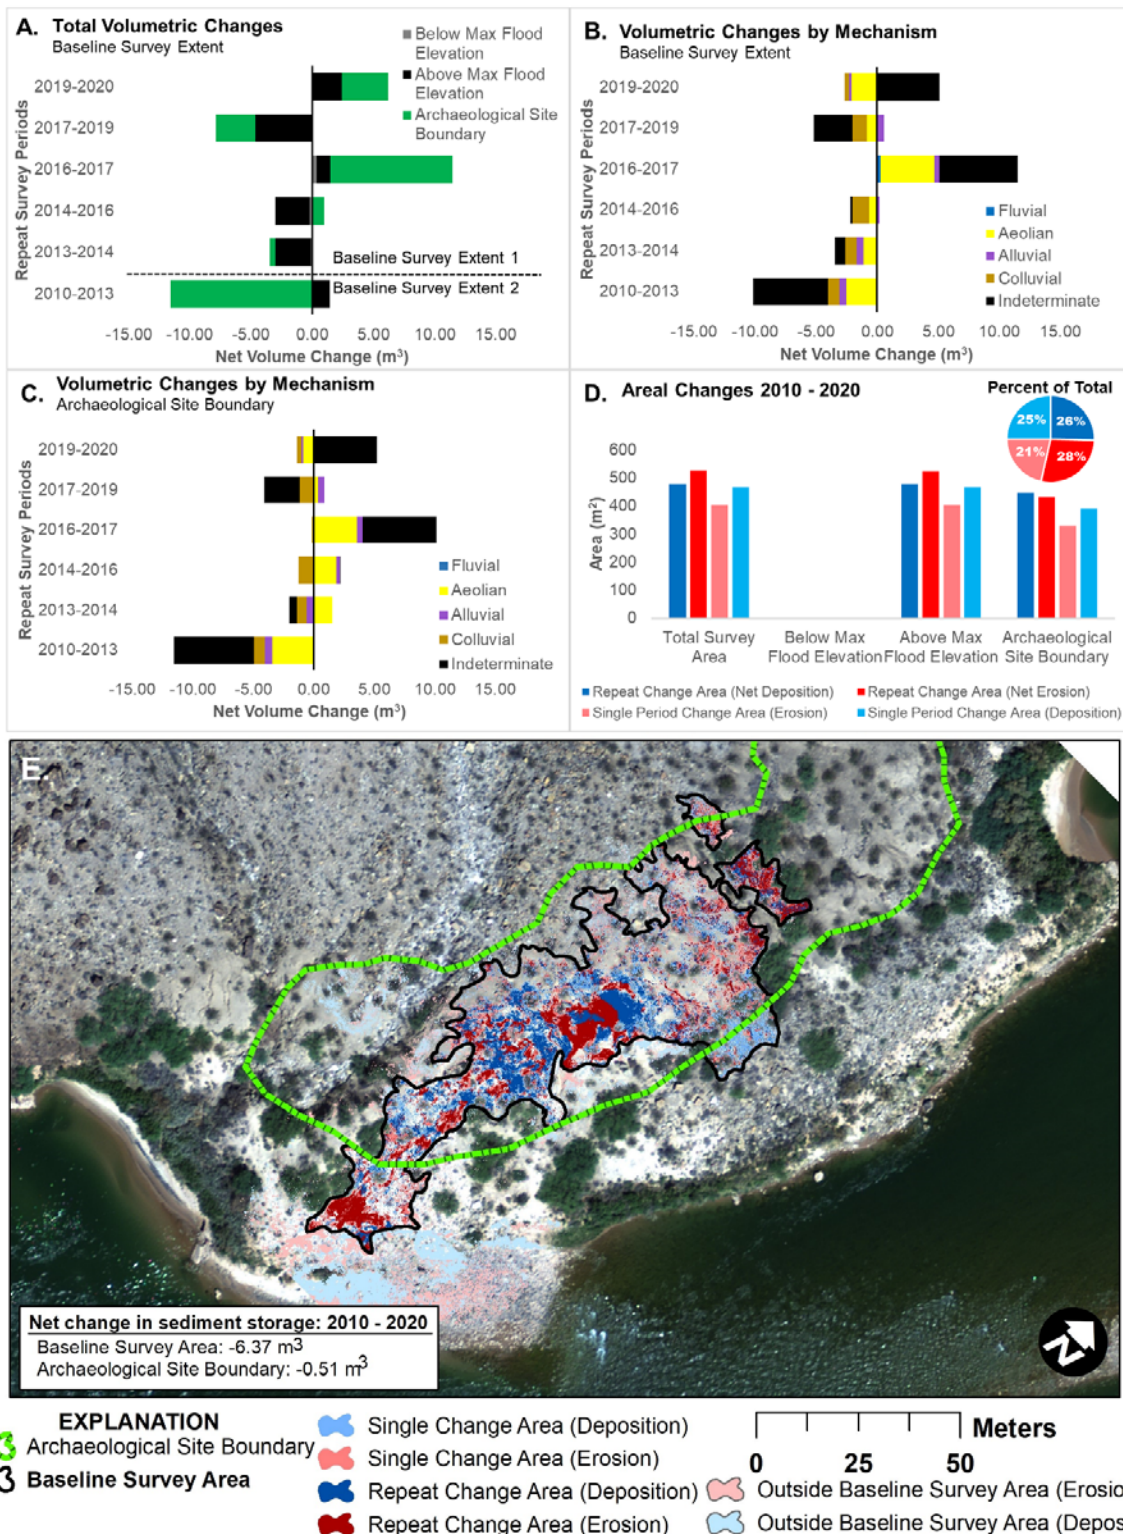 A. Total Volumetric Changes
Baseline Survey Extent
Below Max Flood
Elevation
Above Max Flood
Elevation
Archaeological Site
Boundary
Repeat Survey Periods
2019-2020
2017-2019
2016-2017
2014-2016
2013-2014
2010-2013
Baseline Survey Extent 1
Baseline Survey Extent 2
-15.00 -10.00 -5.00 0.00 5.00 10.00 15.00
Net Volume Change (m³)
B. Volumetric Changes by Mechanism
Baseline Survey Extent
Repeat Survey Periods
2019-2020
2017-2019
2016-2017
2014-2016
2013-2014
2010-2013
Fluvial
Aeolian
Alluvial
Colluvial
Indeterminate
-15.00 -10.00 -5.00 0.00 5.00 10.00 15.00
Net Volume Change (m³)
C. Volumetric Changes by Mechanism
Archaeological Site Boundary
Repeat Survey Periods
2019-2020
2017-2019
2016-2017
2014-2016
2013-2014
2010-2013
Fluvial
Aeolian
Alluvial
Colluvial
Indeterminate
-15.00 -10.00 -5.00 0.00 5.00 10.00 15.00
Net Volume Change (m³)
D. Areal Changes 2010 - 2020
Percent of Total
25% 26%
21% 28%
Area (m²)
600
500
400
300
200
100
0
Total Survey
Area
Below Max
Flood Elevation
Above Max
Flood Elevation
Archaeological
Site Boundary
Repeat Change Area (Net Deposition)
Repeat Change Area (Net Erosion)
Single Period Change Area (Erosion)
Single Period Change Area (Deposition)
E.
Net change in sediment storage: 2010 - 2020
Baseline Survey Area: -6.37 m³
Archaeological Site Boundary: -0.51 m³
N
EXPLANATION
Archaeological Site Boundary
Baseline Survey Area
Single Change Area (Deposition)
Single Change Area (Erosion)
Repeat Change Area (Deposition)
Repeat Change Area (Erosion)
Meters
0 25 50
Outside Baseline Survey Area (Erosio
Outside Baseline Survey Area (Depos